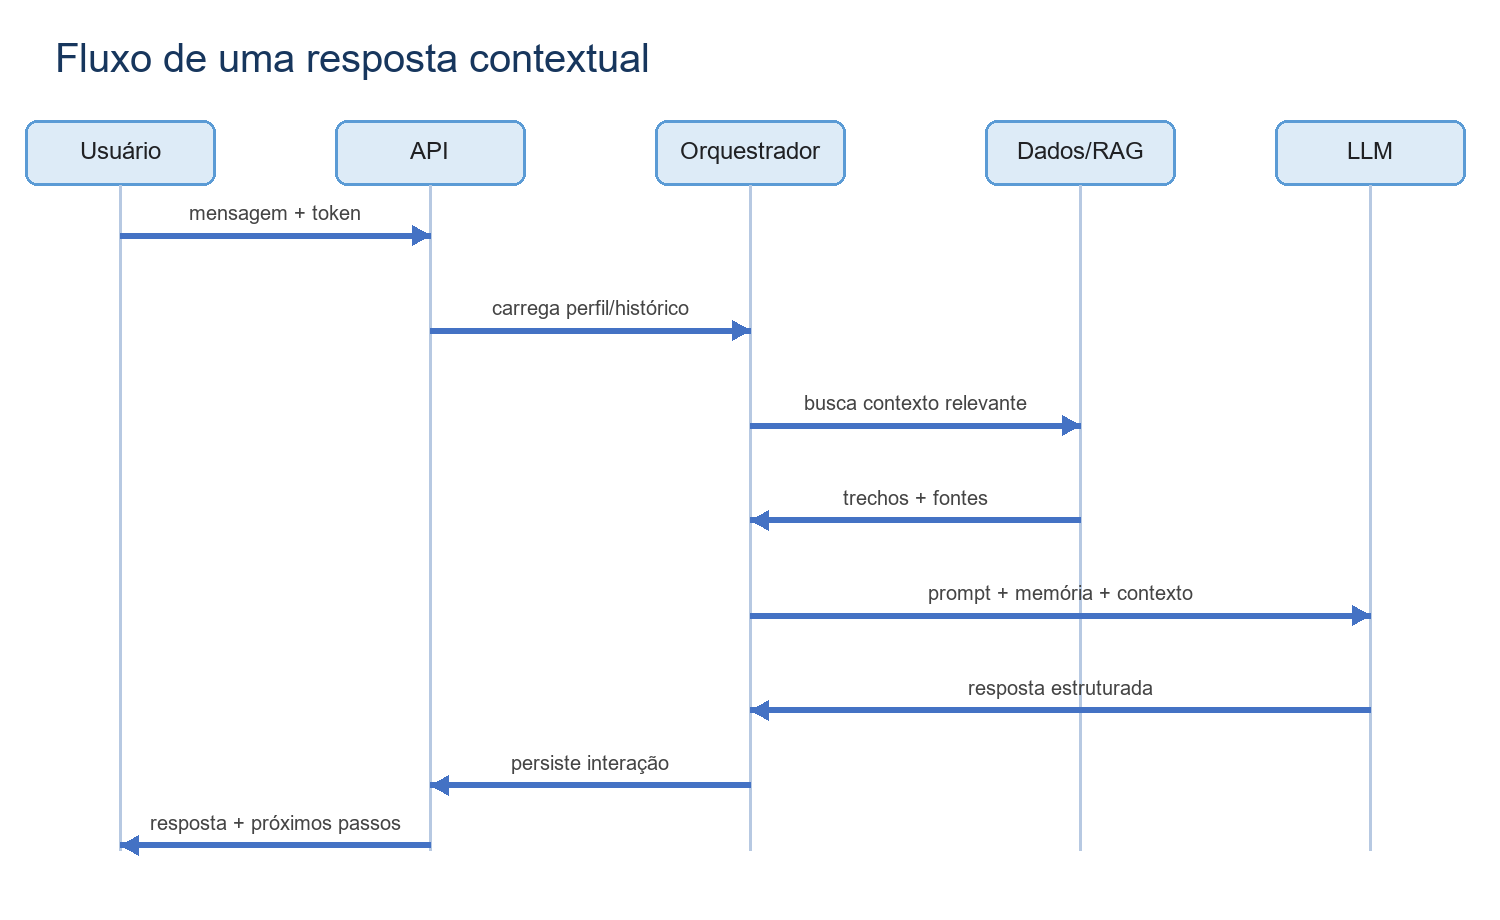 Fluxo de uma resposta contextual
Usuário
API
Orquestrador
Dados/RAG
LLM
mensagem + token
carrega perfil/histórico
busca contexto relevante
trechos + fontes
prompt + memória + contexto
resposta estruturada
persiste interação
resposta + próximos passos